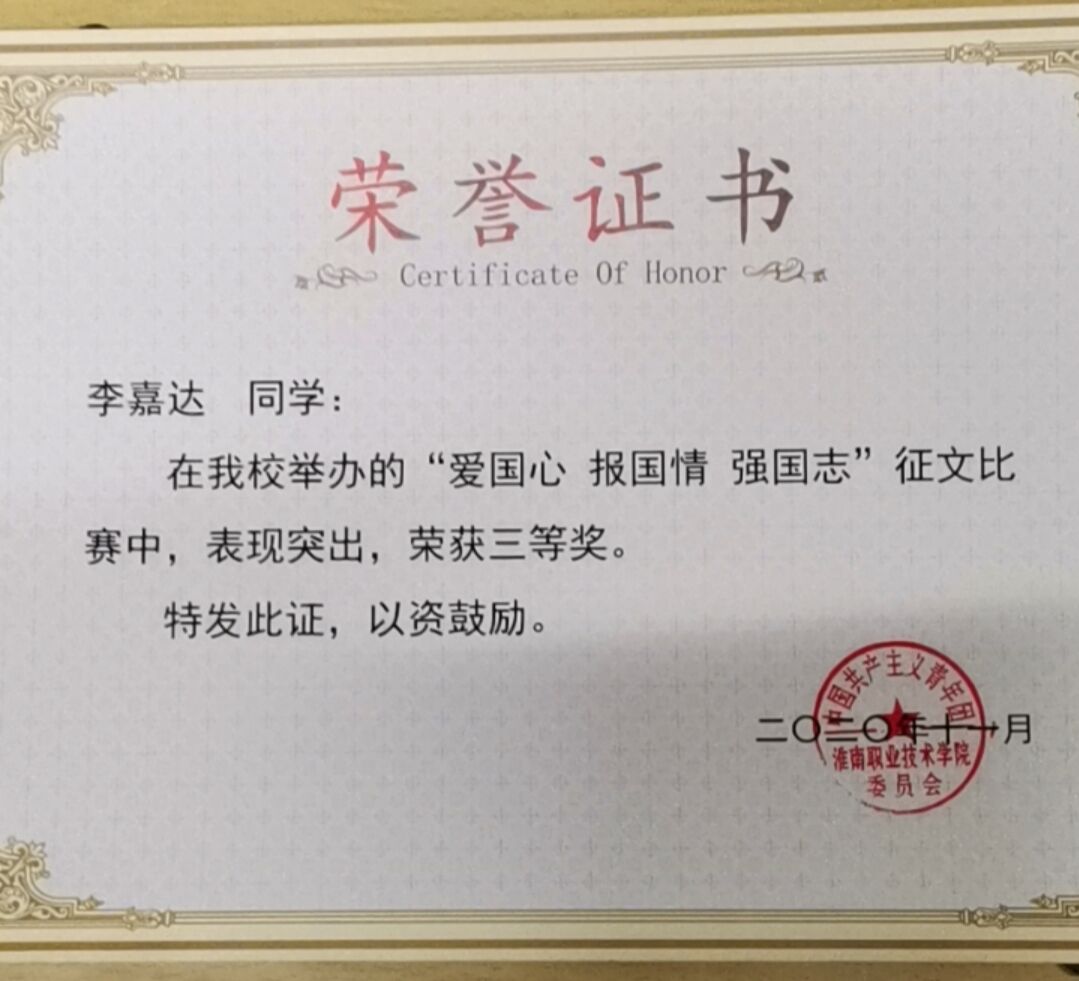 荣誉证书
Certificate Of Honor
李嘉达 同学：
在我校举办的“爱国心 报国情 强国志”征文比
赛中，表现突出，荣获三等奖。
特发此证，以资鼓励。
二〇二〇年十一月
中国共产主义青年团
淮南职业技术学院
委员会